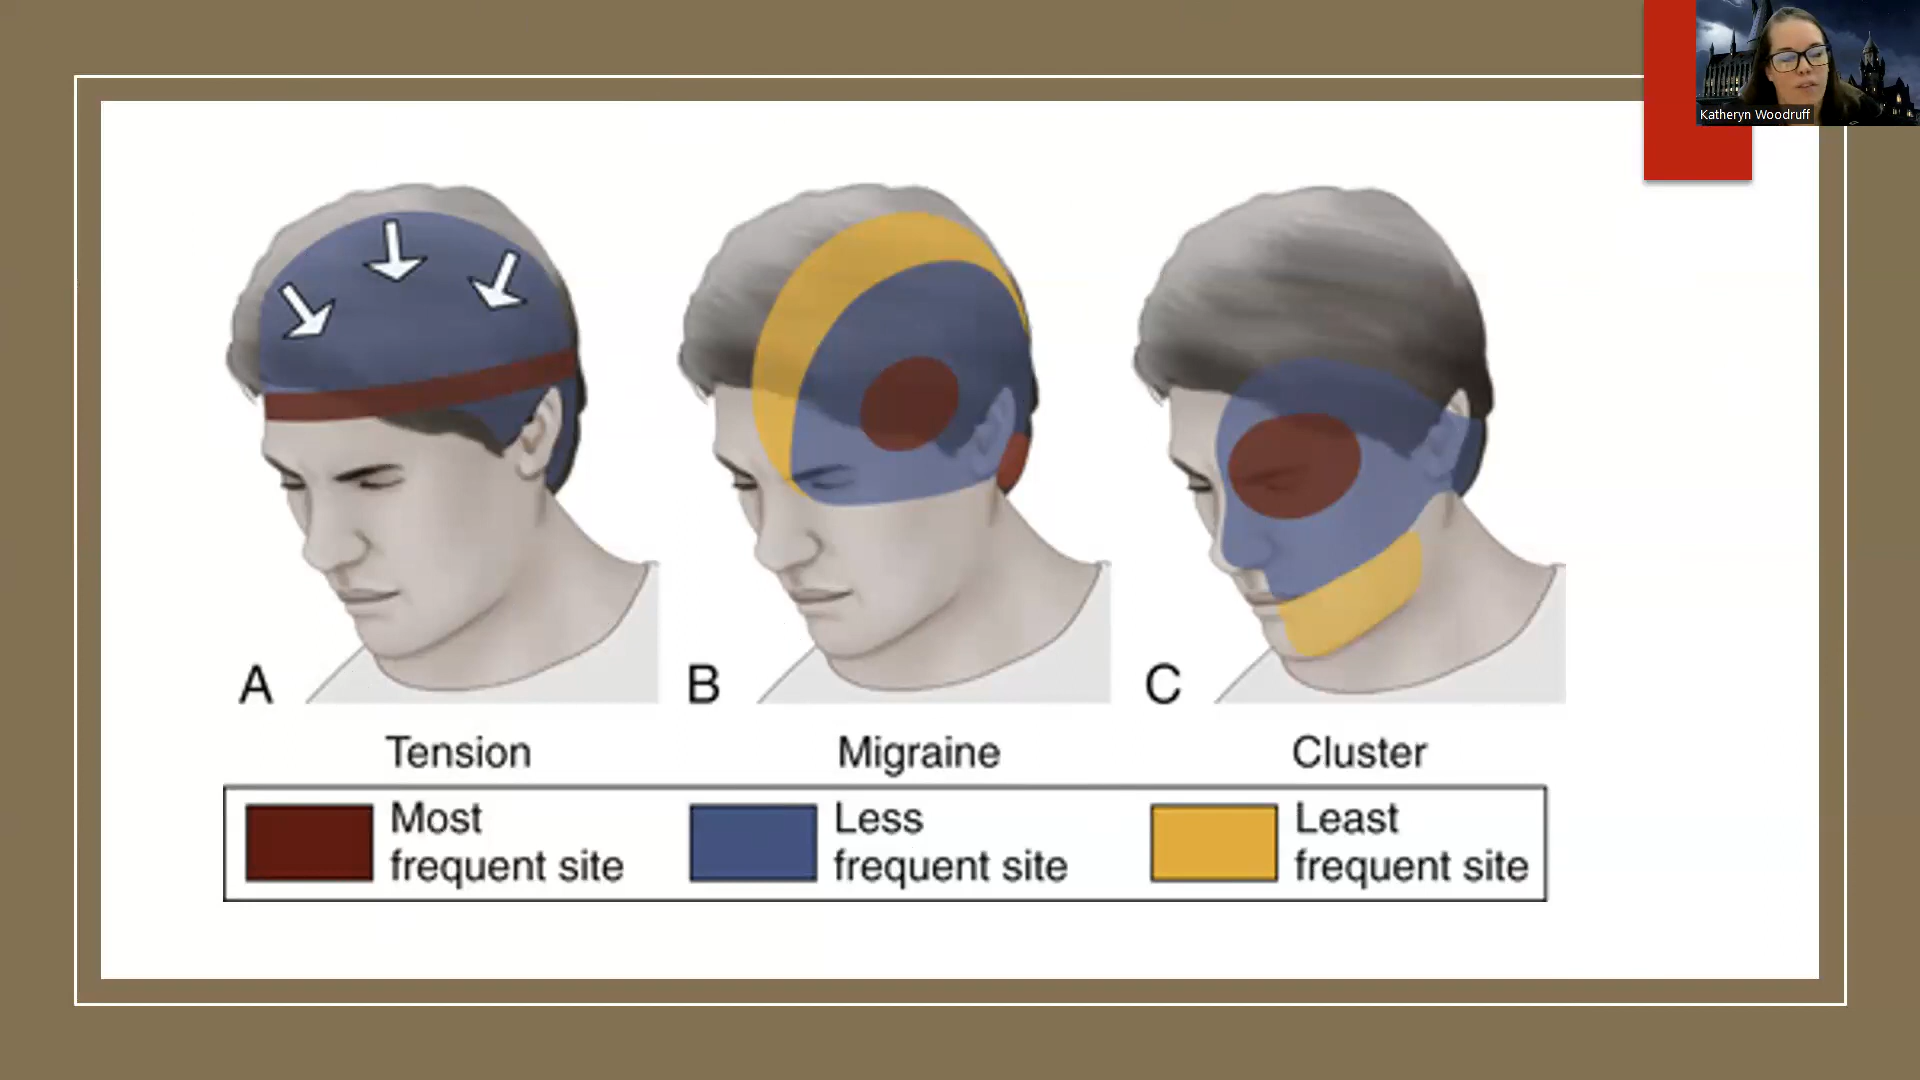 Katheryn Woodruff
A
B
C
Tension
Migraine
Cluster
Most
frequent site
Less
frequent site
Least
frequent site